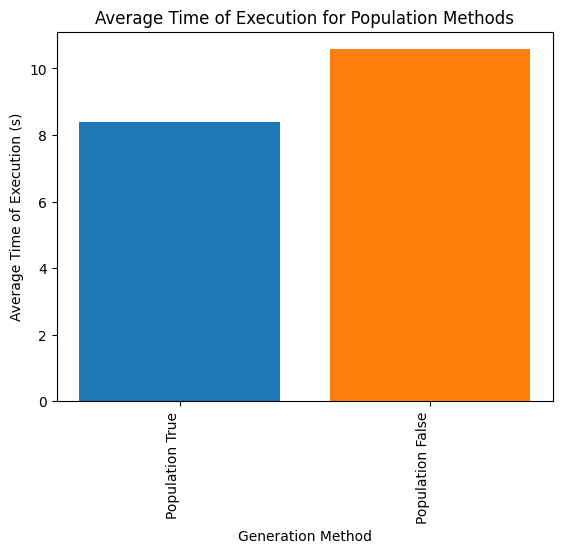 Average Time of Execution for Population Methods
Average Time of Execution (s)
10
8
6
4
2
0
Population True
Population False
Generation Method